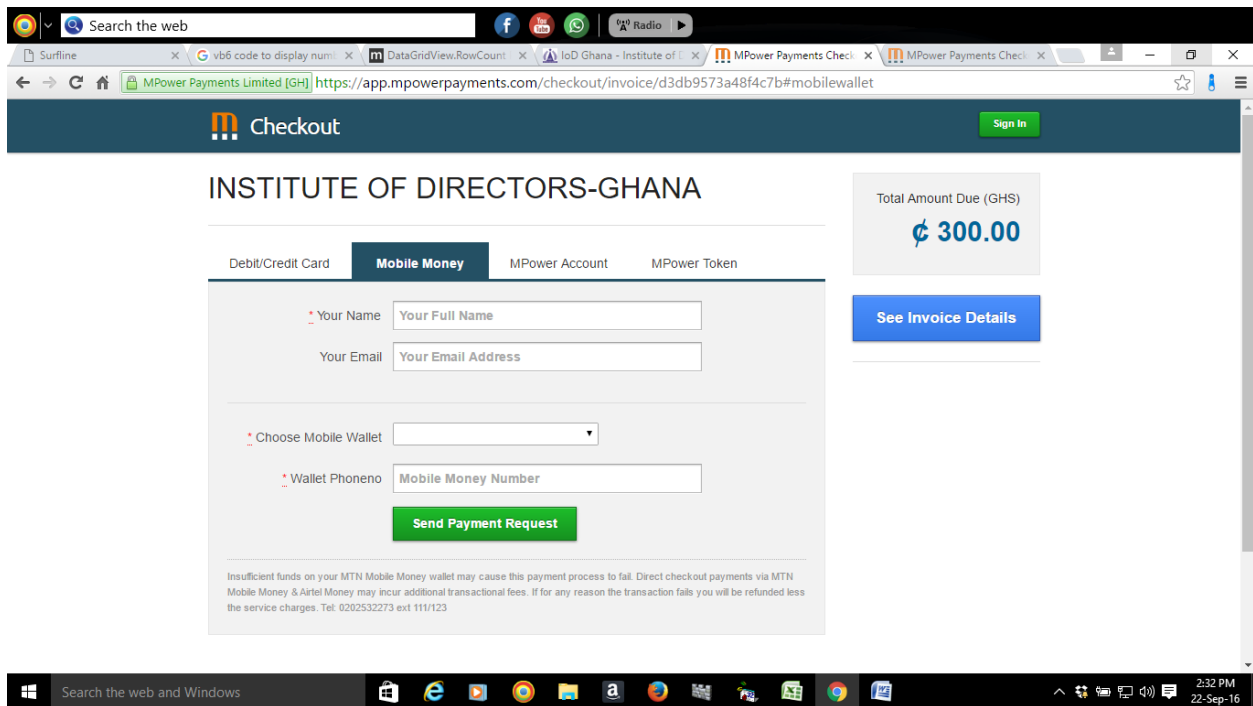 Search the web
You Tube
Radio
Surfline
vb6 code to display num
DataGridView.RowCount
IoD Ghana - Institute of D
MPower Payments Check
MPower Payments Check
MPower Payments Limited [GH] https://app.mpowerpayments.com/checkout/invoice/d3db9573a48f4c7b#mobilewallet
Checkout
Sign In
INSTITUTE OF DIRECTORS-GHANA
Total Amount Due (GHS)
₵ 300.00
Debit/Credit Card
Mobile Money
MPower Account
MPower Token
* Your Name
Your Full Name
See Invoice Details
Your Email
Your Email Address
* Choose Mobile Wallet
* Wallet Phoneno
Mobile Money Number
Send Payment Request
Insufficient funds on your MTN Mobile Money wallet may cause this payment process to fail. Direct checkout payments via MTN
Mobile Money & Airtel Money may incur additional transactional fees. If for any reason the transaction fails you will be refunded less
the service charges. Tel: 0202532273 ext 111/123
Search the web and Windows
2:32 PM
22-Sep-16